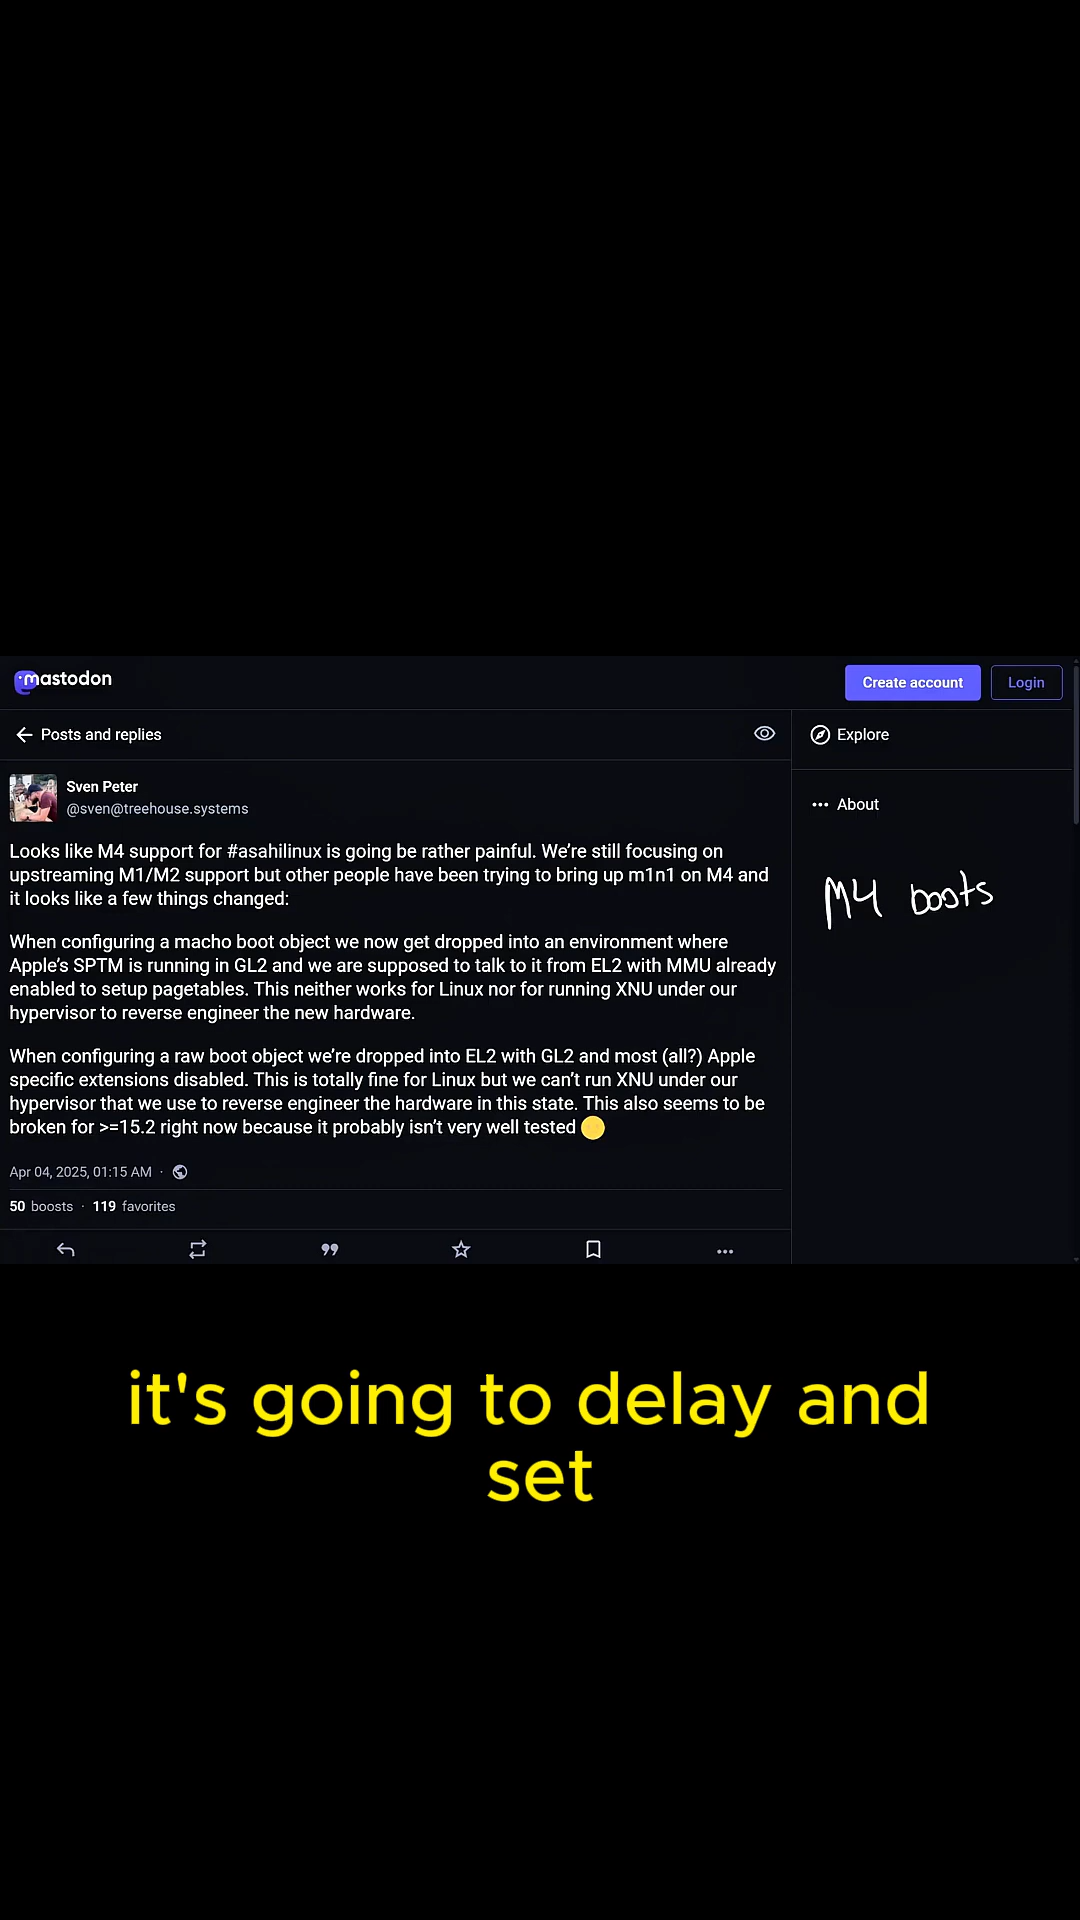 mastodon
Create account
Login
Posts and replies
Explore
Sven Peter
@sven@treehouse.systems
About
Looks like M4 support for #asahilinux is going be rather painful. We're still focusing on
upstreaming M1/M2 support but other people have been trying to bring up m1n1 on M4 and
it looks like a few things changed:
M4 boots
When configuring a macho boot object we now get dropped into an environment where
Apple's SPTM is running in GL2 and we are supposed to talk to it from EL2 with MMU already
enabled to setup pagetables. This neither works for Linux nor for running XNU under our
hypervisor to reverse engineer the new hardware.
When configuring a raw boot object we're dropped into EL2 with GL2 and most (all?) Apple
specific extensions disabled. This is totally fine for Linux but we can't run XNU under our
hypervisor that we use to reverse engineer the hardware in this state. This also seems to be
broken for >=15.2 right now because it probably isn't very well tested
Apr 04, 2025, 01:15 AM ·
50 boosts · 119 favorites
it's going to delay and
set